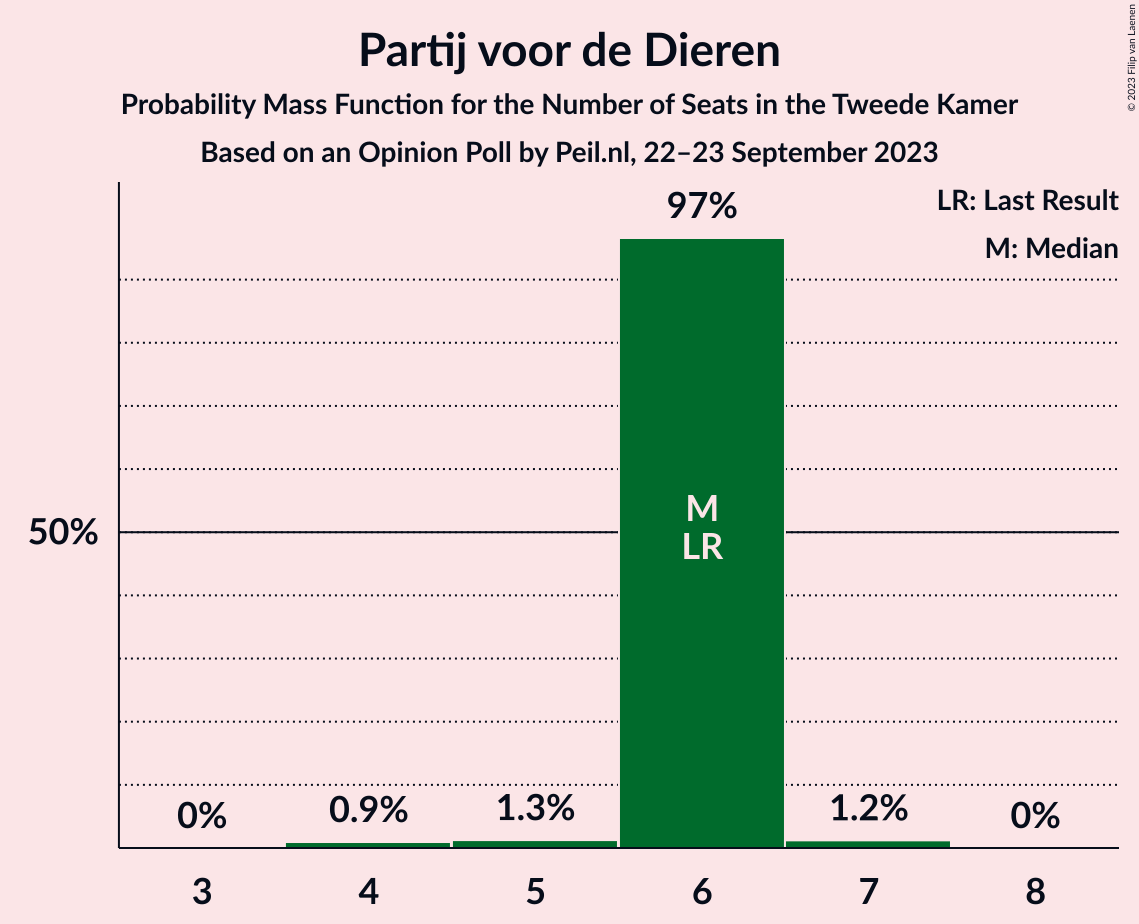 Partij voor de Dieren
Probability Mass Function for the Number of Seats in the Tweede Kamer
Based on an Opinion Poll by Peil.nl, 22–23 September 2023
© 2023 Filip van Laenen
LR: Last Result
M: Median
97%
50%
M
LR
0%
0.9%
1.3%
1.2%
0%
3
4
5
6
7
8